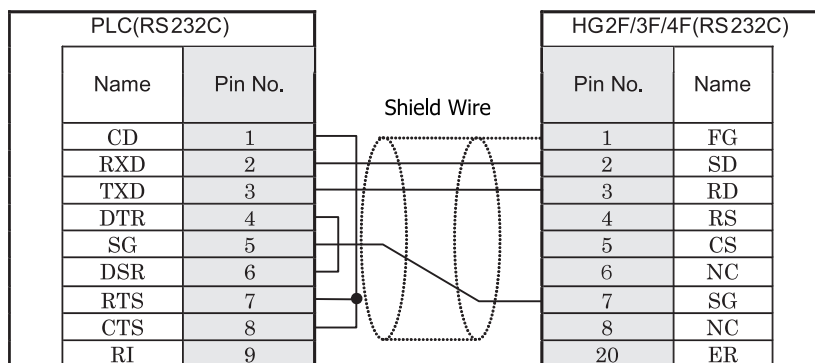 PLC(RS232C) HG2F/3F/4F(RS232C)
Name Pin No. Pin No. Name
Shield Wire
CD 1 1 FG
RXD 2 2 SD
TXD 3 3 RD
DTR 4 4 RS
SG 5 5 CS
DSR 6 6 NC
RTS 7 7 SG
CTS 8 8 NC
RI 9 20 ER